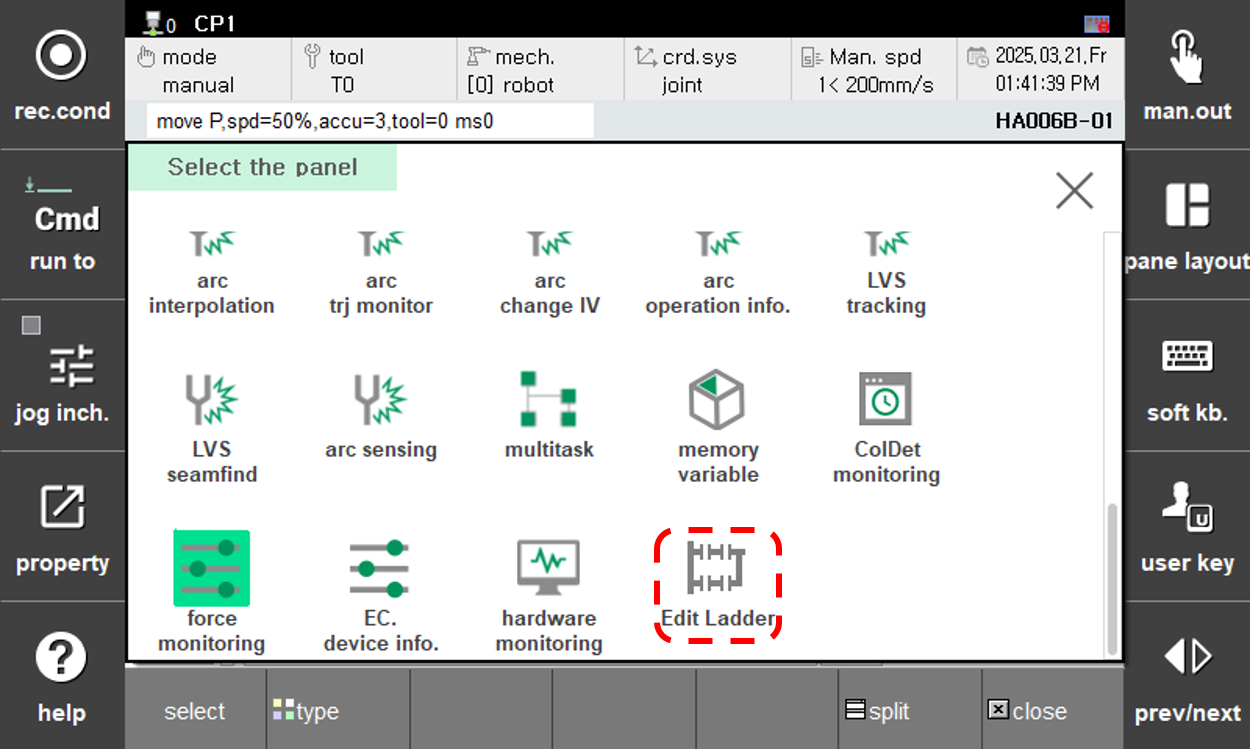 0 CP1
rec.cond
mode
manual
tool
T0
mech.
[0] robot
crd.sys
joint
Man. spd
1< 200mm/s
2025,03,21,Fr
01:41:39 PM
man.out
move P,spd=50%,accu=3,tool=0 ms0
HA006B-01
Select the panel
Cmd
run to
pane layout
arc
interpolation
arc
trj monitor
arc
change IV
arc
operation info.
LVS
tracking
jog inch.
soft kb.
LVS
seamfind
arc sensing
multitask
memory
variable
ColDet
monitoring
property
U
user key
force
monitoring
EC.
device info.
hardware
monitoring
Edit Ladder
?
help
select
type
split
close
prev/next